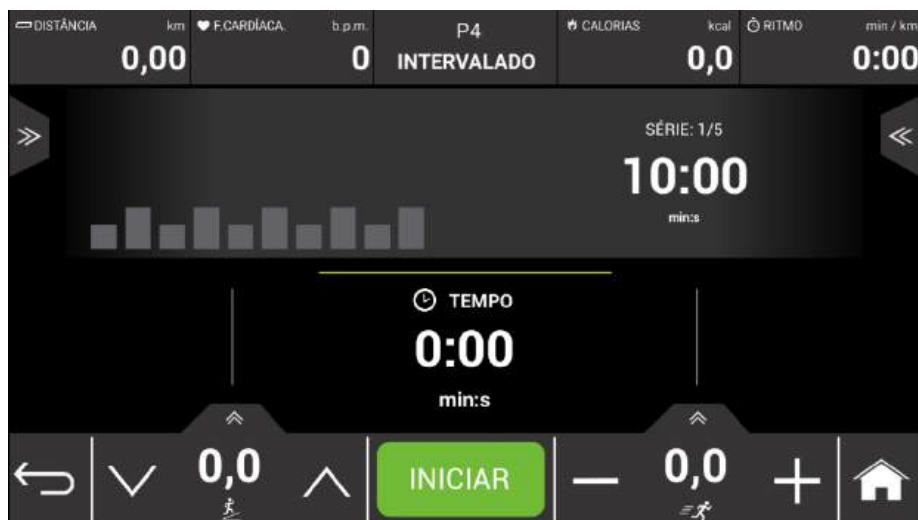 DISTÂNCIA km
0,00
F.CARDÍACA. b.p.m.
0
P4
INTERVALADO
CALORIAS kcal
0,0
RITMO min / km
0:00
SÉRIE: 1/5
10:00
min:s
TEMPO
0:00
min:s
0,0
INICIAR
0,0